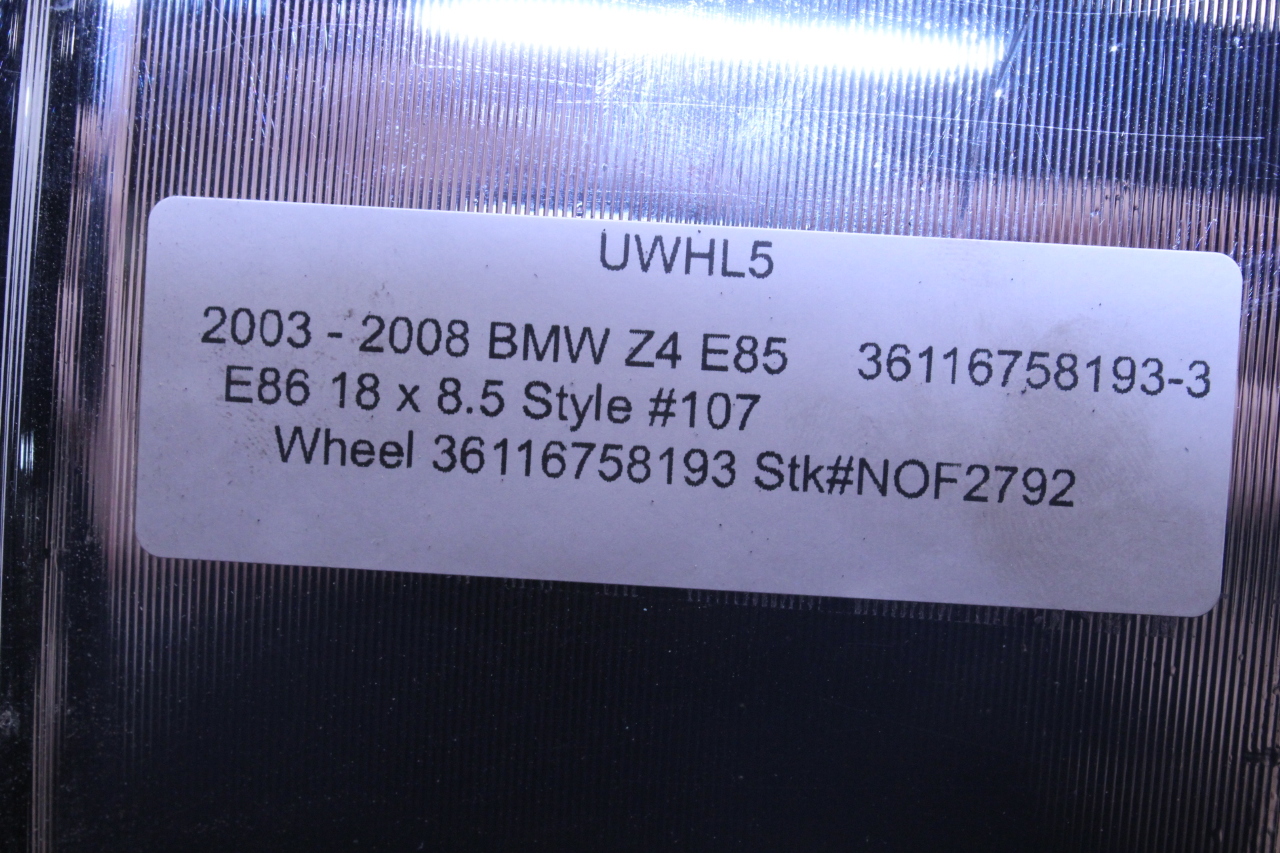 UWHL5
2003 - 2008 BMW Z4 E85 36116758193-3
E86 18 x 8.5 Style #107
Wheel 36116758193 Stk#NOF2792